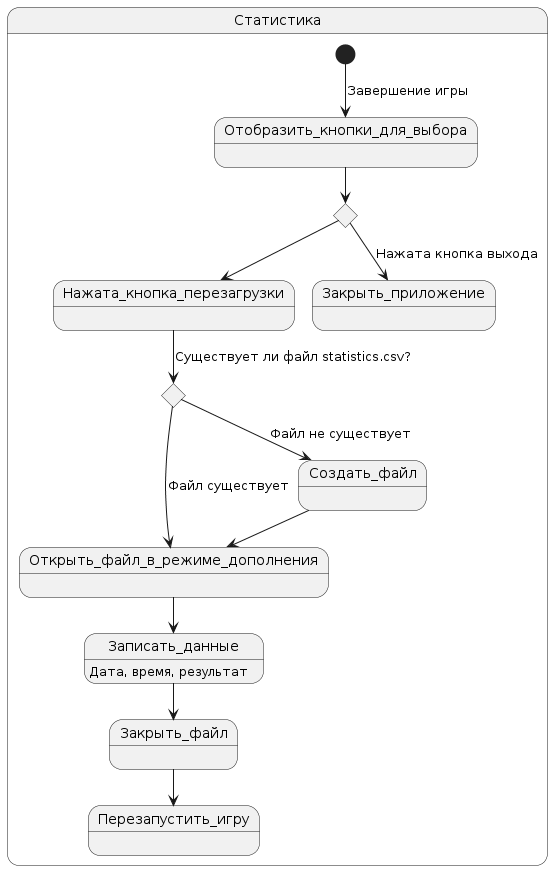 Статистика
Завершение игры
Отобразить_кнопки_для_выбора
Нажата кнопка выхода
Нажата_кнопка_перезагрузки
Закрыть_приложение
Существует ли файл statistics.csv?
Файл не существует
Создать_файл
Файл существует
Открыть_файл_в_режиме_дополнения
Записать_данные
Дата, время, результат
Закрыть_файл
Перезапустить_игру